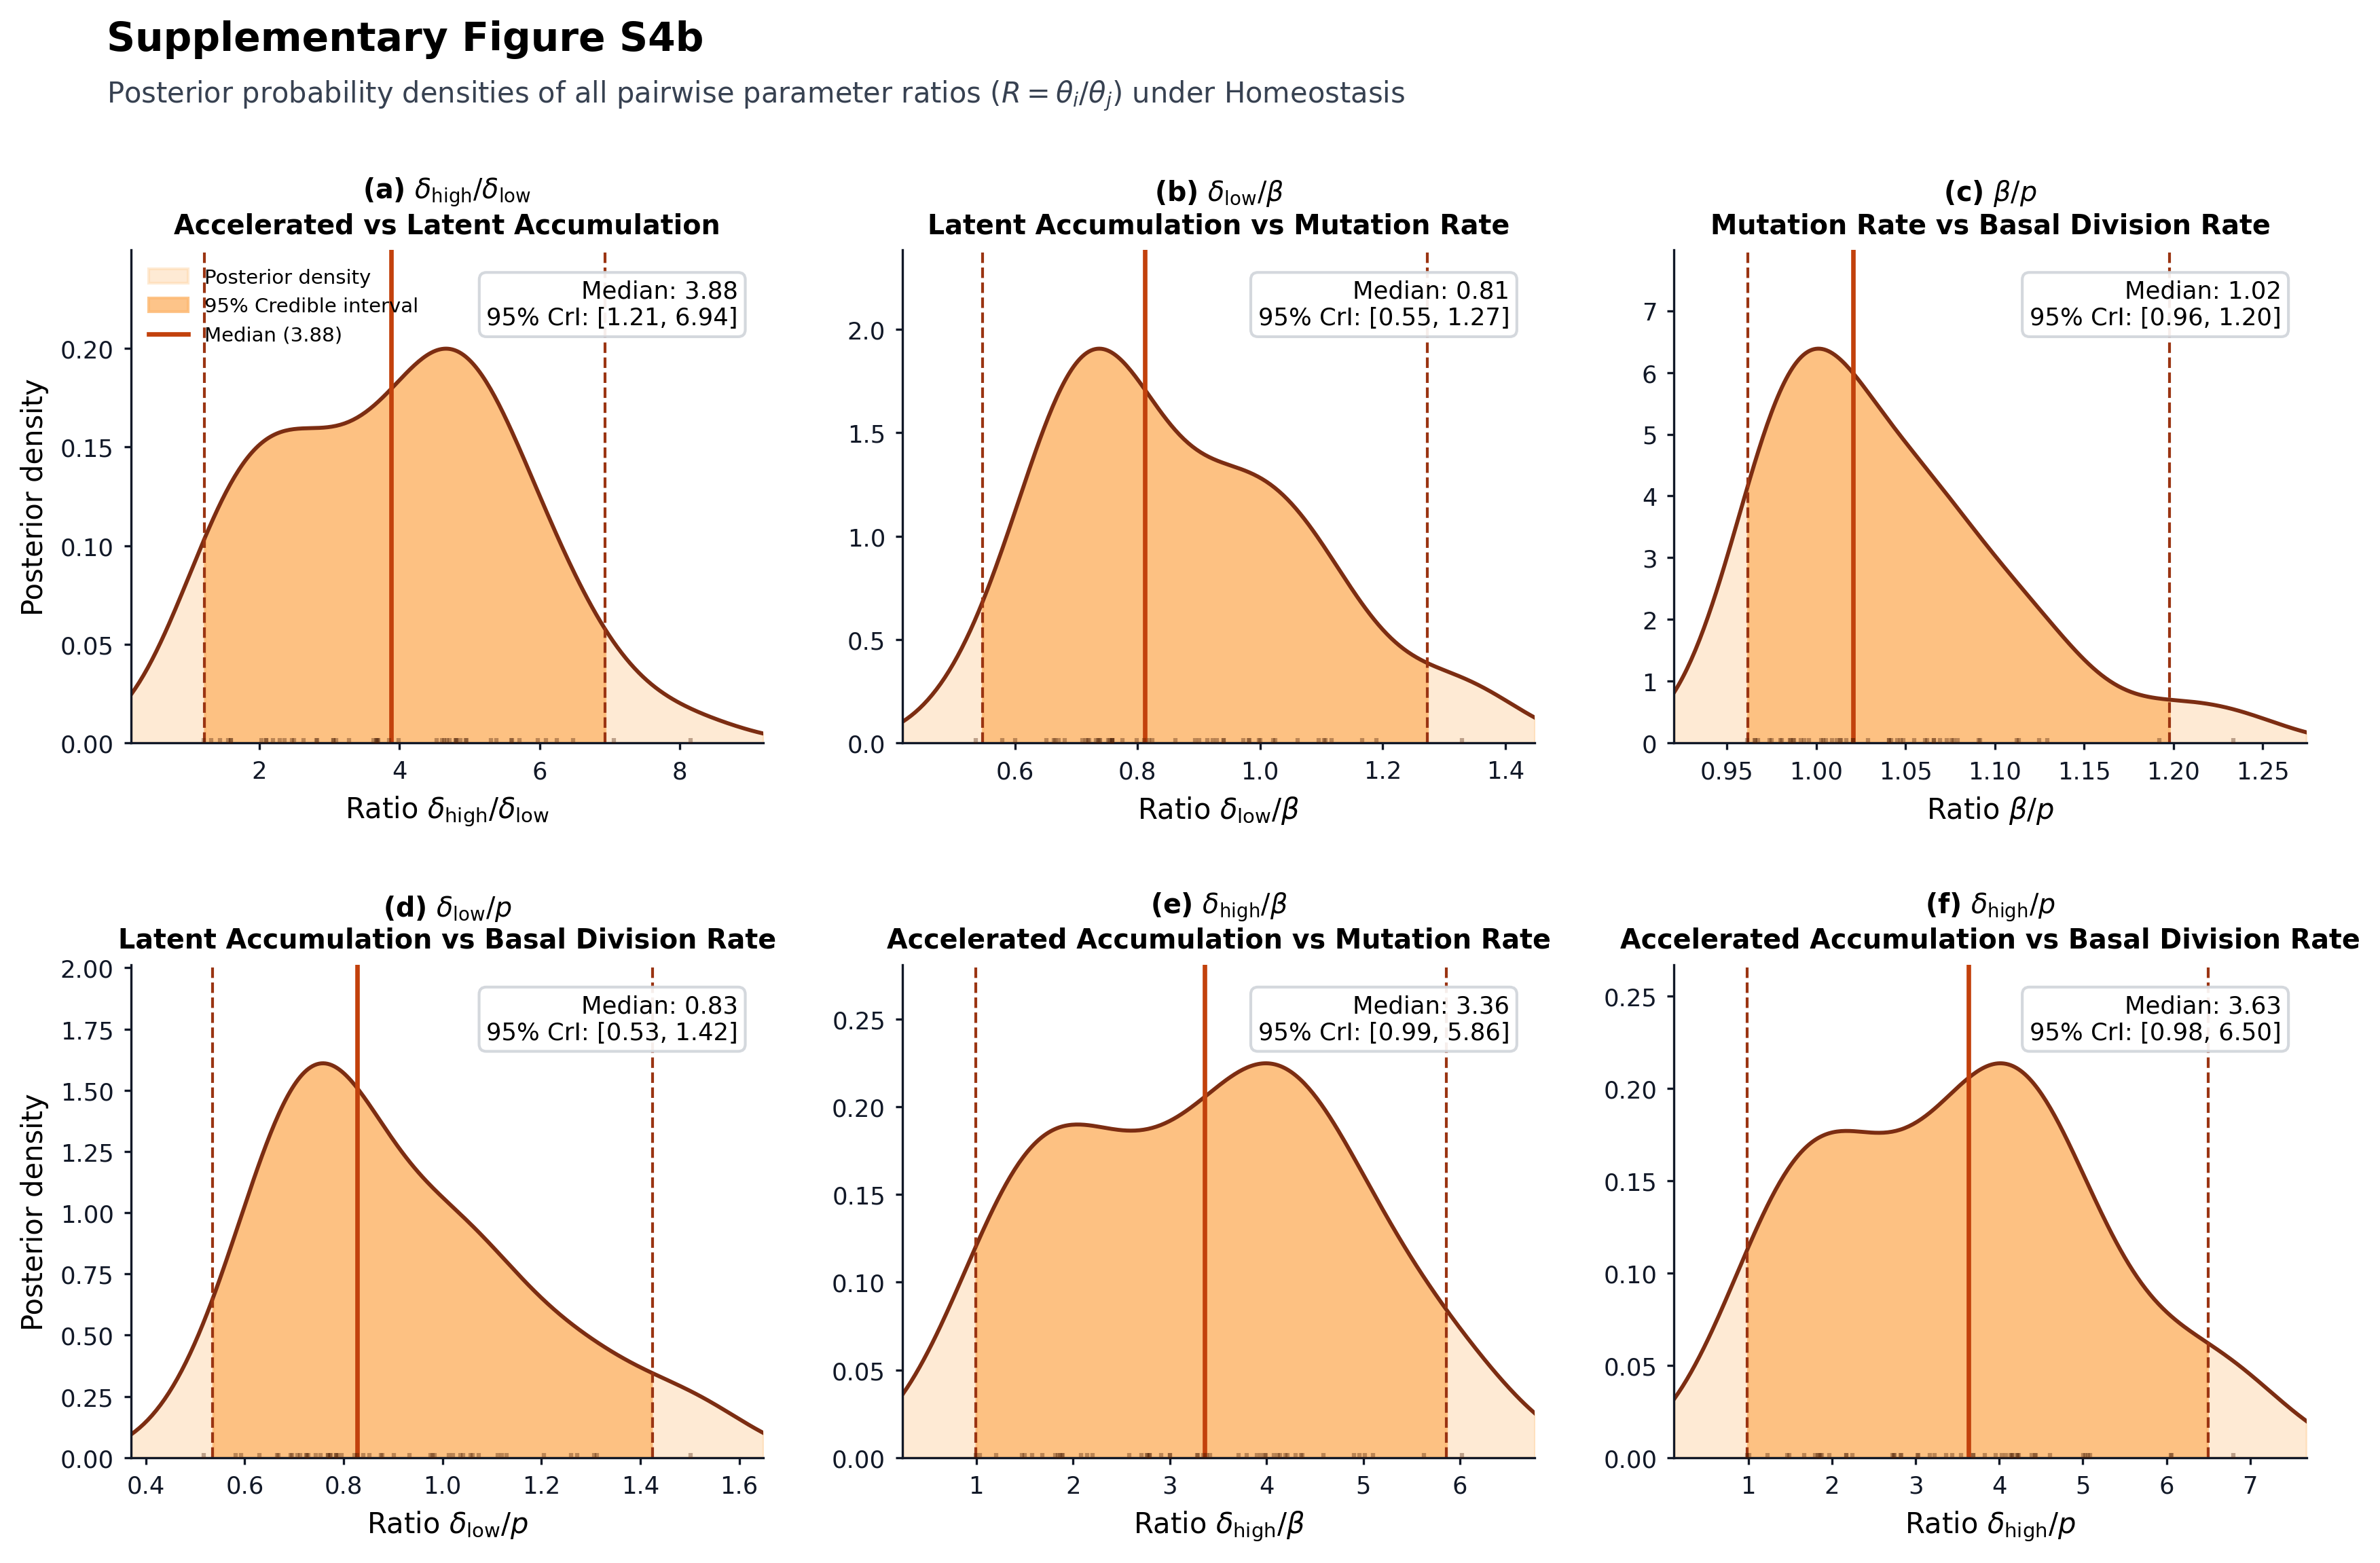 Supplementary Figure S4b
Posterior probability densities of all pairwise parameter ratios (R = θi/θj) under Homeostasis
(a) δhigh/δlow
Accelerated vs Latent Accumulation
Posterior density
95% Credible interval
Median (3.88)
Median: 3.88
95% CrI: [1.21, 6.94]
Posterior density
0.20
0.15
0.10
0.05
0.00
2 4 6 8
Ratio δhigh/δlow
(b) δlow/β
Latent Accumulation vs Mutation Rate
Median: 0.81
95% CrI: [0.55, 1.27]
2.0
1.5
1.0
0.5
0.0
0.6 0.8 1.0 1.2 1.4
Ratio δlow/β
(c) β/p
Mutation Rate vs Basal Division Rate
Median: 1.02
95% CrI: [0.96, 1.20]
7
6
5
4
3
2
1
0
0.95 1.00 1.05 1.10 1.15 1.20 1.25
Ratio β/p
(d) δlow/p
Latent Accumulation vs Basal Division Rate
Median: 0.83
95% CrI: [0.53, 1.42]
Posterior density
2.00
1.75
1.50
1.25
1.00
0.75
0.50
0.25
0.00
0.4 0.6 0.8 1.0 1.2 1.4 1.6
Ratio δlow/p
(e) δhigh/β
Accelerated Accumulation vs Mutation Rate
Median: 3.36
95% CrI: [0.99, 5.86]
0.25
0.20
0.15
0.10
0.05
0.00
1 2 3 4 5 6
Ratio δhigh/β
(f) δhigh/p
Accelerated Accumulation vs Basal Division Rate
Median: 3.63
95% CrI: [0.98, 6.50]
0.25
0.20
0.15
0.10
0.05
0.00
1 2 3 4 5 6 7
Ratio δhigh/p